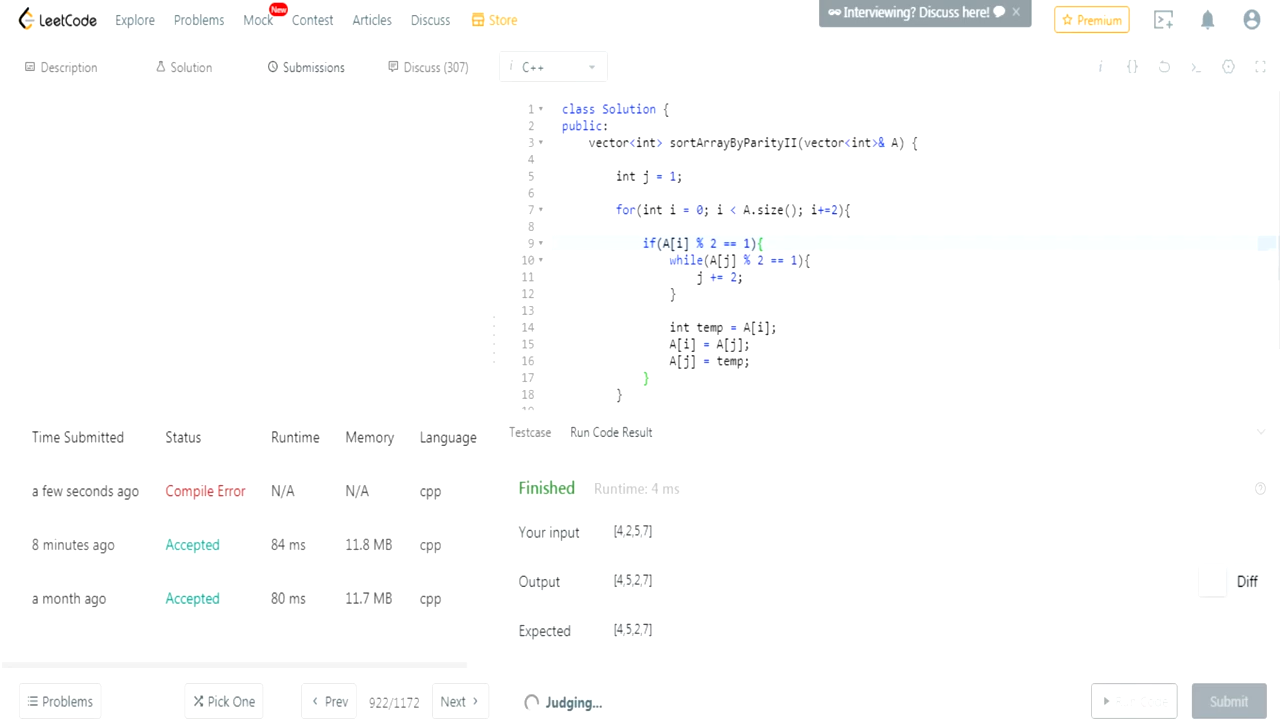 LeetCode Explore Problems Mock New Contest Articles Discuss Store Interviewing? Discuss here! × Premium
Description Solution Submissions Discuss (307) i C++ i {}
1 class Solution {
2 public:
3 vector<int> sortArrayByParityII(vector<int>& A) {
4
5 int j = 1;
6
7 for(int i = 0; i < A.size(); i+=2){
8
9 if(A[i] % 2 == 1){
10 while(A[j] % 2 == 1){
11 j += 2;
12 }
13
14 int temp = A[i];
15 A[i] = A[j];
16 A[j] = temp;
17 }
18 }
Time Submitted Status Runtime Memory Language
a few seconds ago Compile Error N/A N/A cpp
8 minutes ago Accepted 84 ms 11.8 MB cpp
a month ago Accepted 80 ms 11.7 MB cpp
Testcase Run Code Result
Finished Runtime: 4 ms
Your input [4,2,5,7]
Output [4,5,2,7]
Diff
Expected [4,5,2,7]
Problems Pick One Prev 922/1172 Next Judging... Submit